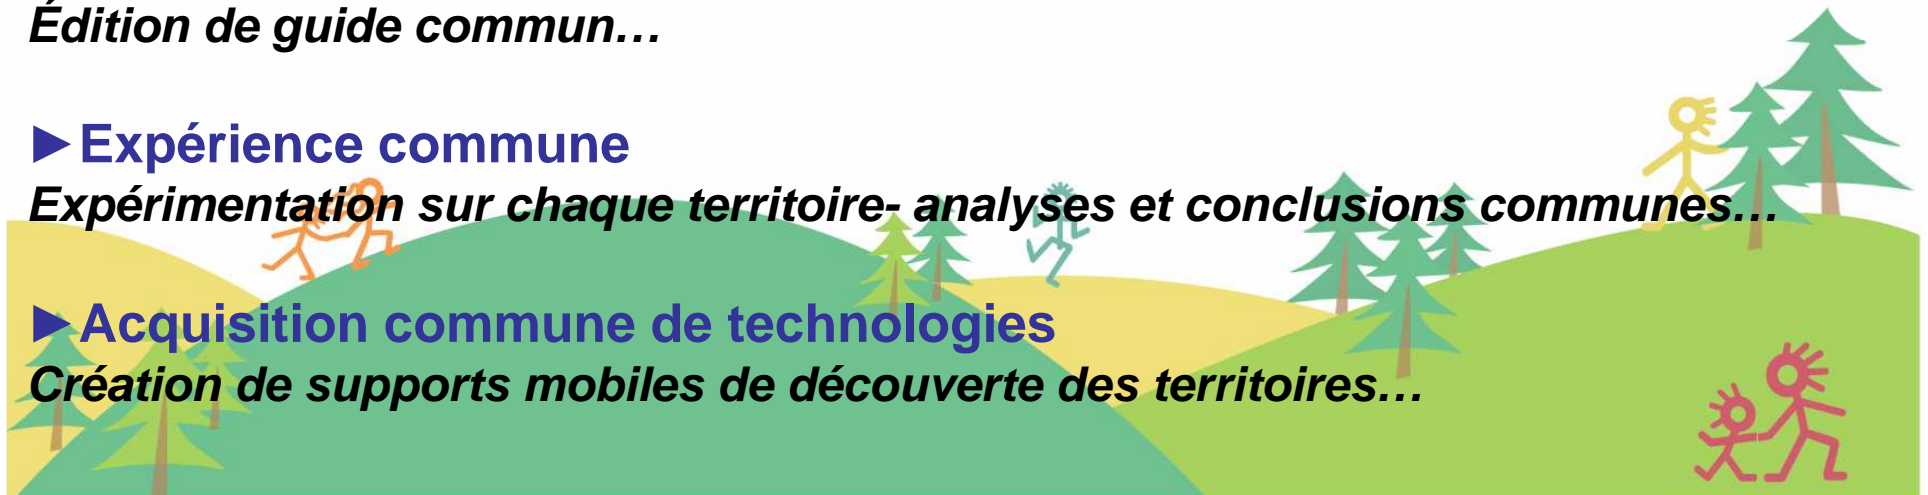 Édition de guide commun…
►Expérience commune
Expérimentation sur chaque territoire- analyses et conclusions communes…
►Acquisition commune de technologies
Création de supports mobiles de découverte des territoires…